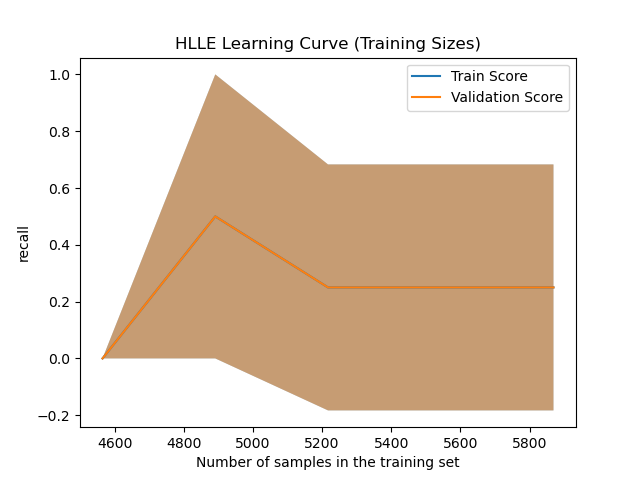 HLLE Learning Curve (Training Sizes)
Train Score
Validation Score
1.0
0.8
0.6
0.4
0.2
0.0
−0.2
recall
4600 4800 5000 5200 5400 5600 5800
Number of samples in the training set